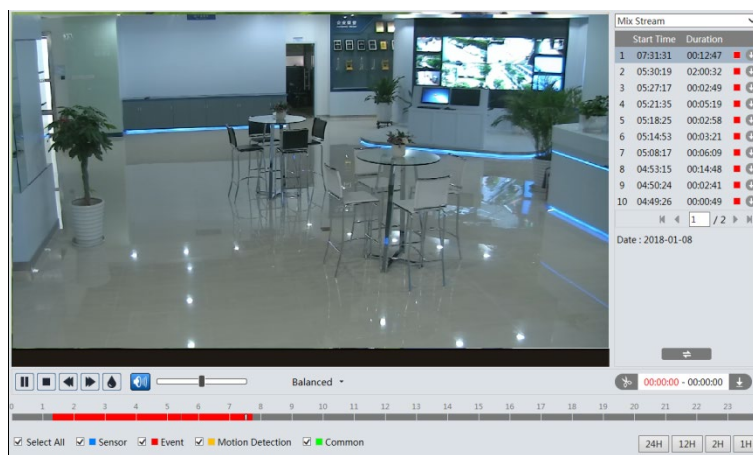 Mix Stream
Start Time Duration
1 07:31:31 00:12:47
2 05:30:19 02:00:32
3 05:27:17 00:02:49
4 05:21:35 00:05:19
5 05:18:25 00:02:58
6 05:14:53 00:03:21
7 05:08:17 00:06:09
8 04:53:15 00:14:48
9 04:50:24 00:02:41
10 04:49:26 00:00:49
1 / 2
Date : 2018-01-08
Balanced
00:00:00 - 00:00:00
0 1 2 3 4 5 6 7 8 9 10 11 12 13 14 15 16 17 18 19 20 21 22 23
Select All Sensor Event Motion Detection Common
24H 12H 2H 1H